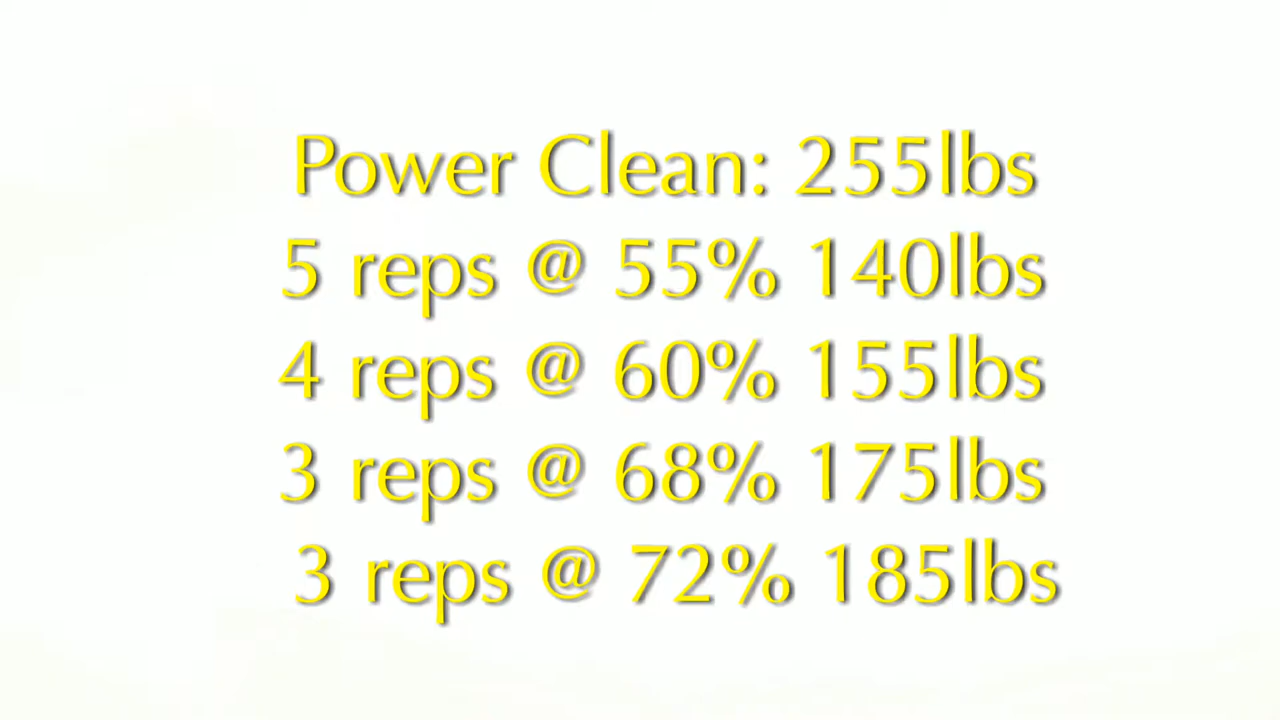 Power Clean: 255lbs
5 reps @ 55% 140lbs
4 reps @ 60% 155lbs
3 reps @ 68% 175lbs
3 reps @ 72% 185lbs